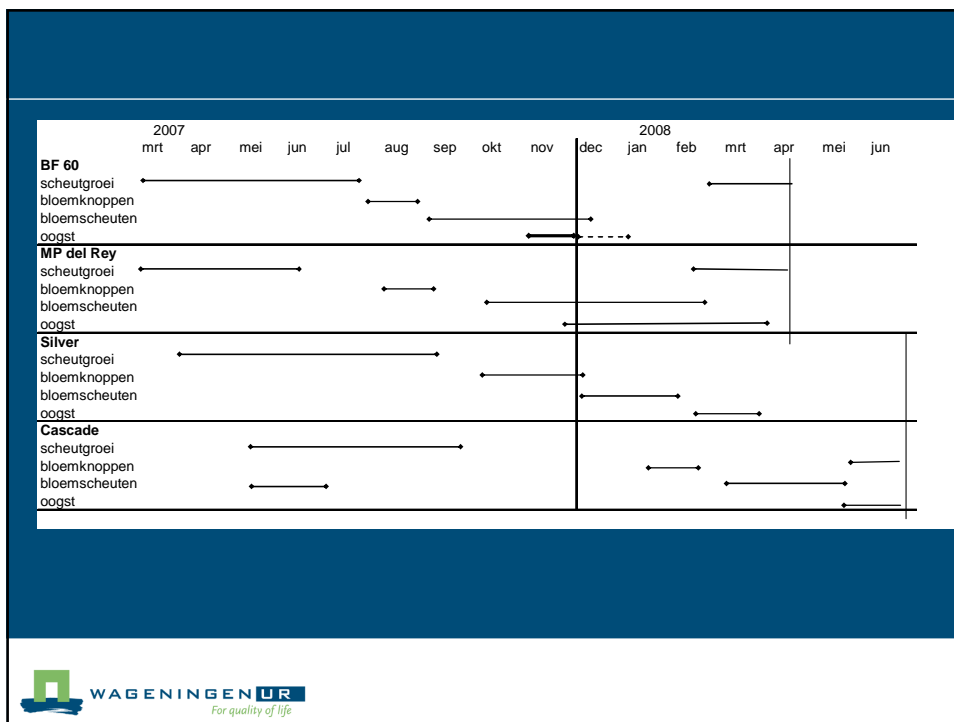 2007 2008
mrt apr mei jun jul aug sep okt nov dec jan feb mrt apr mei jun
BF 60
scheutgroei
bloemknoppen
bloemscheuten
oogst
MP del Rey
scheutgroei
bloemknoppen
bloemscheuten
oogst
Silver
scheutgroei
bloemknoppen
bloemscheuten
oogst
Cascade
scheutgroei
bloemknoppen
bloemscheuten
oogst
WAGENINGEN UR
For quality of life